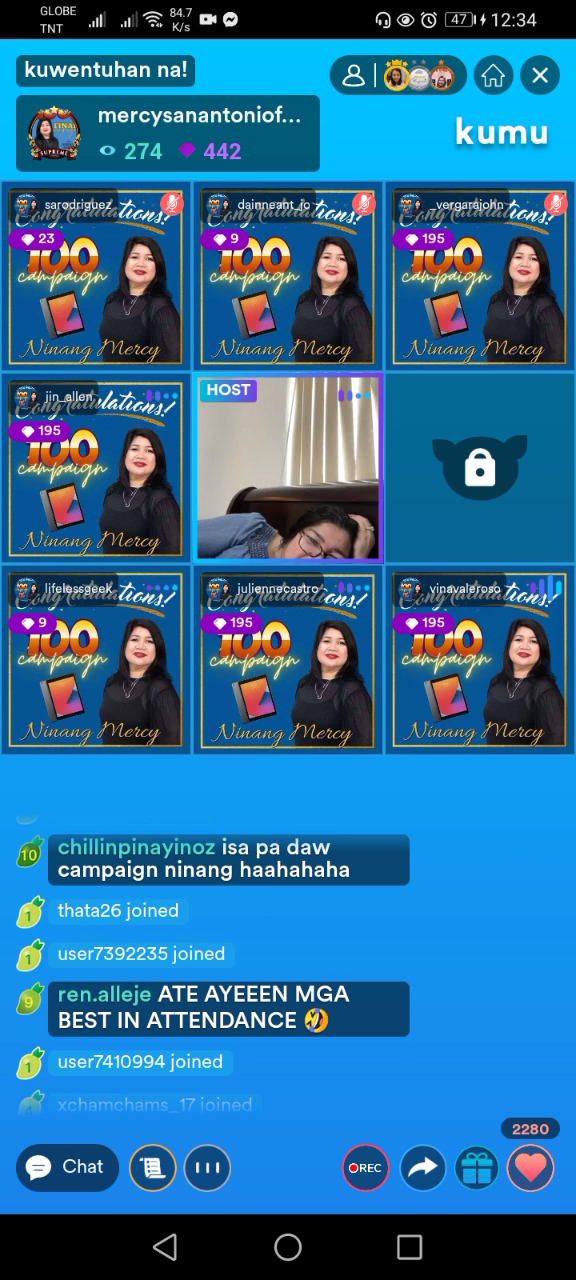 GLOBE
TNT
84.7
K/s
47
12:34
kuwentuhan na!
mercysanantoniof...
SUPREME
274
442
kumu
sarodriguez_
23
Congratulations!
100
campaign
Ninang Mercy
dainneant_jo
9
Congratulations!
100
campaign
Ninang Mercy
_vergarajohn
195
Congratulations!
100
campaign
Ninang Mercy
jin_allen
195
Congratulations!
100
campaign
Ninang Mercy
HOST
lifelessgeek
9
Congratulations!
100
campaign
Ninang Mercy
juliennecastro
195
Congratulations!
100
campaign
Ninang Mercy
vinavaleroso
195
Congratulations!
100
campaign
Ninang Mercy
10
chillinpinayinoz isa pa daw
campaign ninang haahahaha
1
thata26 joined
1
user7392235 joined
9
ren.alleje ATE AYEEEN MGA
BEST IN ATTENDANCE 🤣
1
user7410994 joined
xchamchams_17 joined
2280
Chat
REC